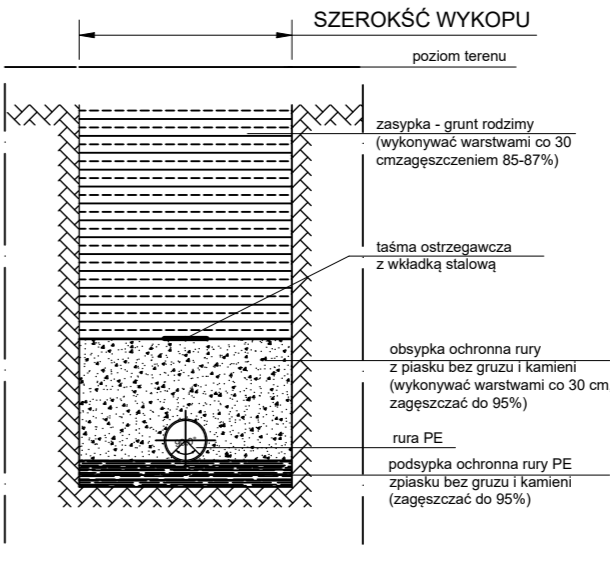 SZEROKŚĆ WYKOPU
poziom terenu
zasypka - grunt rodzimy
(wykonywać warstwami co 30
cmzagęszczeniem 85-87%)
taśma ostrzegawcza
z wkładką stalową
obsypka ochronna rury
z piasku bez gruzu i kamieni
(wykonywać warstwami co 30 cm,
zagęszczać do 95%)
rura PE
podsypka ochronna rury PE
zpiasku bez gruzu i kamieni
(zagęszczać do 95%)